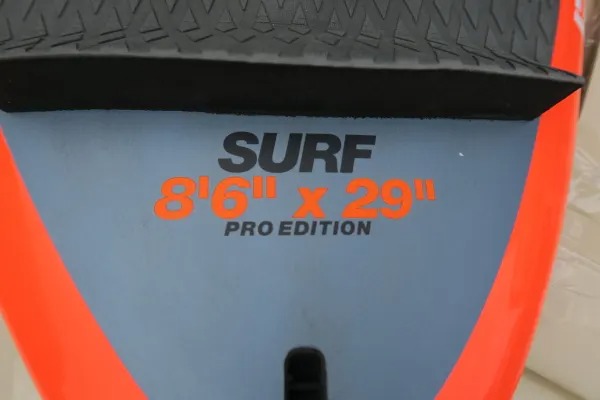 SURF
8'6" x 29"
PRO EDITION